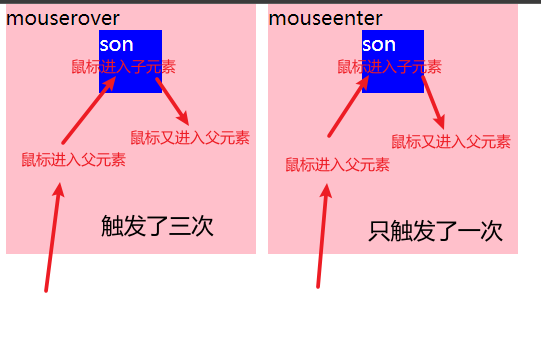 mouserover
son
鼠标进入子元素
鼠标又进入父元素
鼠标进入父元素
触发了三次
mouseenter
son
鼠标进入子元素
鼠标又进入父元素
鼠标进入父元素
只触发了一次